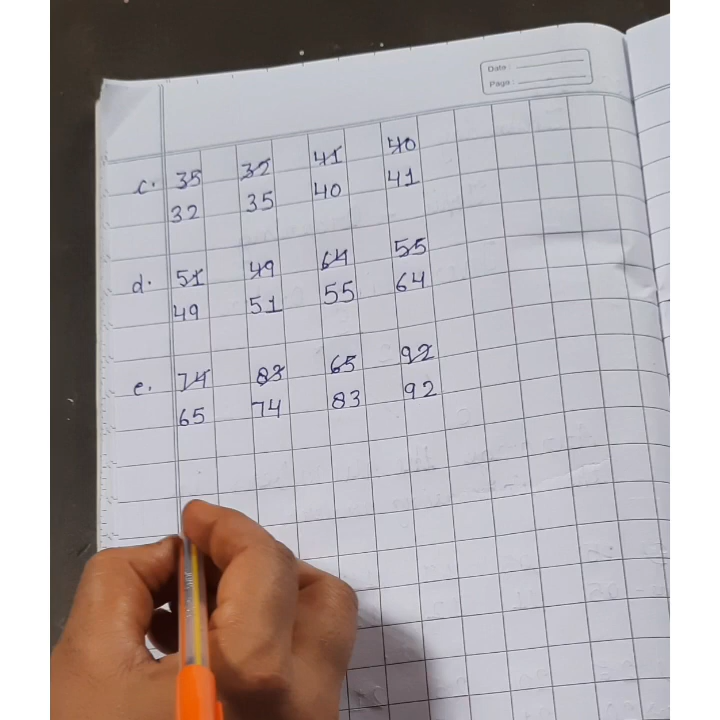 Date :
Page :
c. 35 32 41 40
32 35 40 41
d. 51 49 64 55
49 51 55 64
e. 74 83 65 92
65 74 83 92